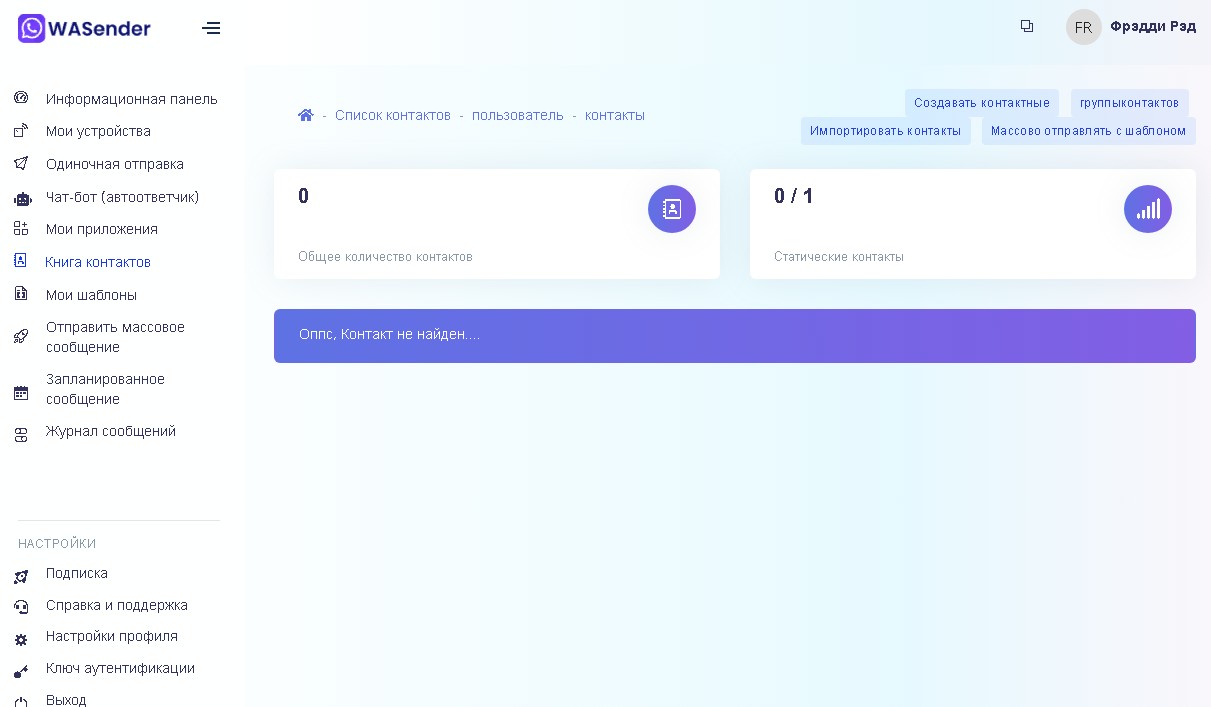 WASender
FR
Фрэдди Рэд
Информационная панель
Мои устройства
Одиночная отправка
Чат-бот (автоответчик)
Мои приложения
Книга контактов
Мои шаблоны
Отправить массовое
сообщение
Запланированное
сообщение
Журнал сообщений
НАСТРОЙКИ
Подписка
Справка и поддержка
Настройки профиля
Ключ аутентификации
Выход
- Список контактов - пользователь - контакты
Создавать контактные группыконтактов
Импортировать контакты Массово отправлять с шаблоном
0
Общее количество контактов
0 / 1
Статические контакты
Оппс, Контакт не найден....